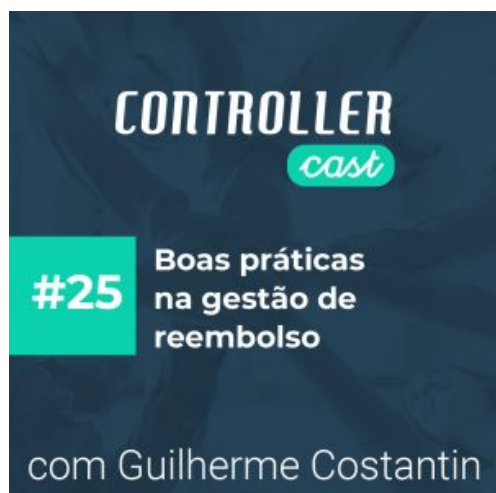 CONTROLLER
cast
#25
Boas práticas
na gestão de
reembolso
com Guilherme Costantin